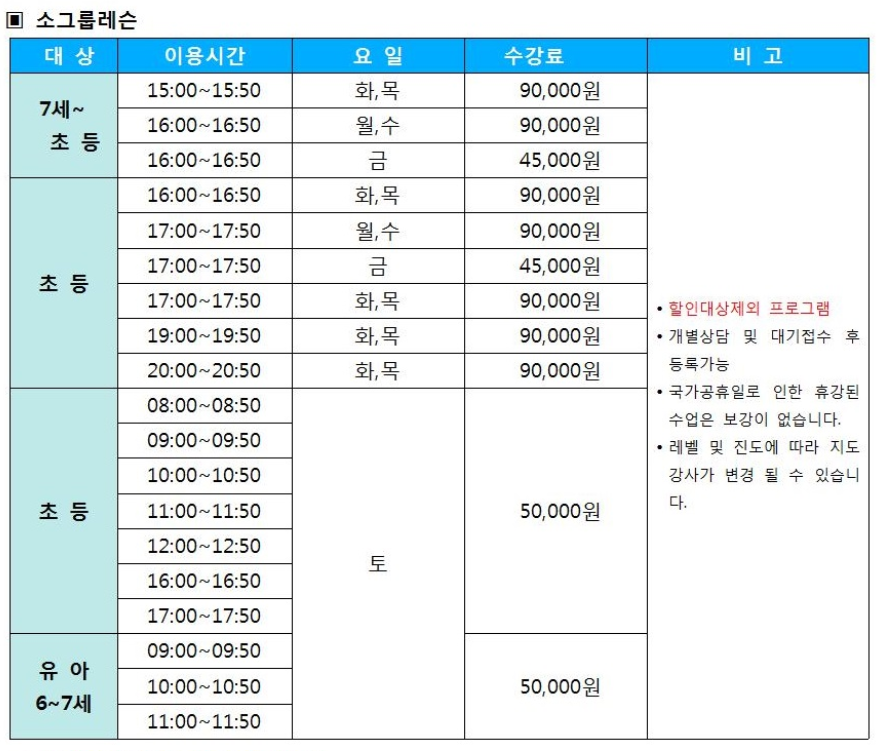 ▣ 소그룹레슨
대 상 이용시간 요 일 수강료 비 고
7세~
초 등
15:00~15:50 화,목 90,000원
16:00~16:50 월,수 90,000원
16:00~16:50 금 45,000원
초 등
16:00~16:50 화,목 90,000원
17:00~17:50 월,수 90,000원
17:00~17:50 금 45,000원
17:00~17:50 화,목 90,000원
19:00~19:50 화,목 90,000원
20:00~20:50 화,목 90,000원
초 등
08:00~08:50
09:00~09:50
10:00~10:50
11:00~11:50
12:00~12:50
16:00~16:50
17:00~17:50
토
50,000원
유 아
6~7세
09:00~09:50
10:00~10:50
11:00~11:50
50,000원
• 할인대상제외 프로그램
• 개별상담 및 대기접수 후
등록가능
• 국가공휴일로 인한 휴강된
수업은 보강이 없습니다.
• 레벨 및 진도에 따라 지도
강사가 변경 될 수 있습니
다.